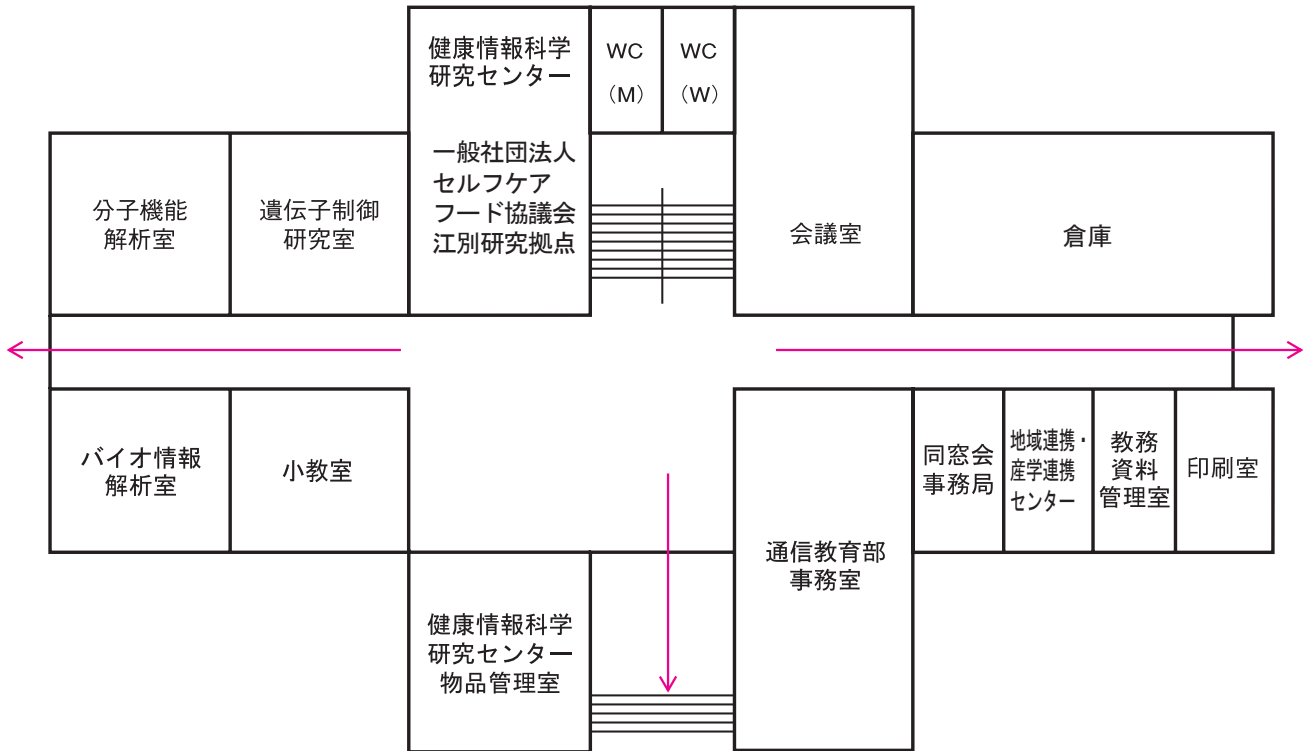 健康情報科学
研究センター
一般社団法人
セルフケア
フード協議会
江別研究拠点
WC
（M）
WC
（W）
分子機能
解析室
遺伝子制御
研究室
会議室
倉庫
バイオ情報
解析室
小教室
同窓会
事務局
地域連携・
産学連携
センター
教務
資料
管理室
印刷室
通信教育部
事務室
健康情報科学
研究センター
物品管理室